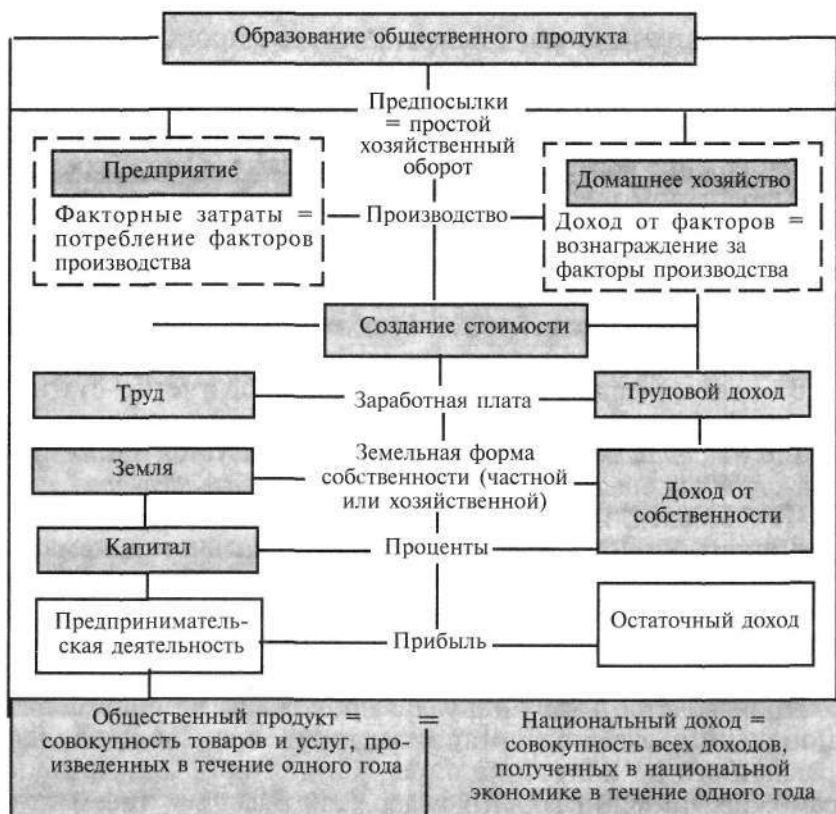 Образование общественного продукта
Предпосылки
= простой
хозяйственный
оборот
Предприятие
Факторные затраты =
потребление факторов
производства
Производство
Домашнее хозяйство
Доход от факторов =
вознаграждение за
факторы производства
Создание стоимости
Труд
Заработная плата
Трудовой доход
Земля
Земельная форма
собственности (частной
или хозяйственной)
Доход от
собственности
Капитал
Проценты
Предприниматель-
ская деятельность
Прибыль
Остаточный доход
Общественный продукт =
совокупность товаров и услуг, про-
изведенных в течение одного года
=
Национальный доход =
совокупность всех доходов,
полученных в национальной
экономике в течение одного года